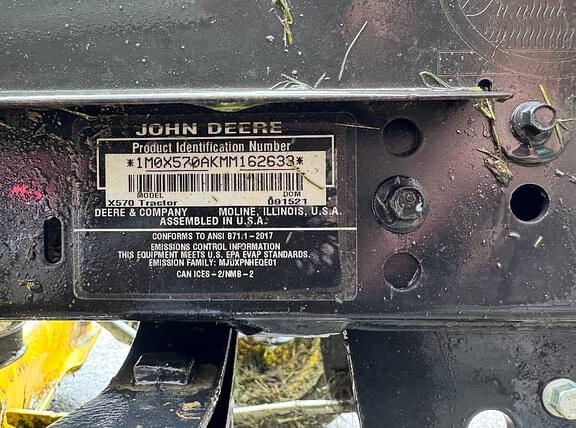 JOHN DEERE
Product Identification Number
*1M0X570AKMM162633*
MODEL DOM
X570 Tractor 091521
DEERE & COMPANY MOLINE, ILLINOIS, U.S.A.
ASSEMBLED IN U.S.A.
CONFORMS TO ANSI B71.1-2017
EMISSIONS CONTROL INFORMATION
THIS EQUIPMENT MEETS U.S. EPA EVAP STANDARDS.
EMISSION FAMILY: MJDXPNHEQE01
CAN ICES-2/NMB-2